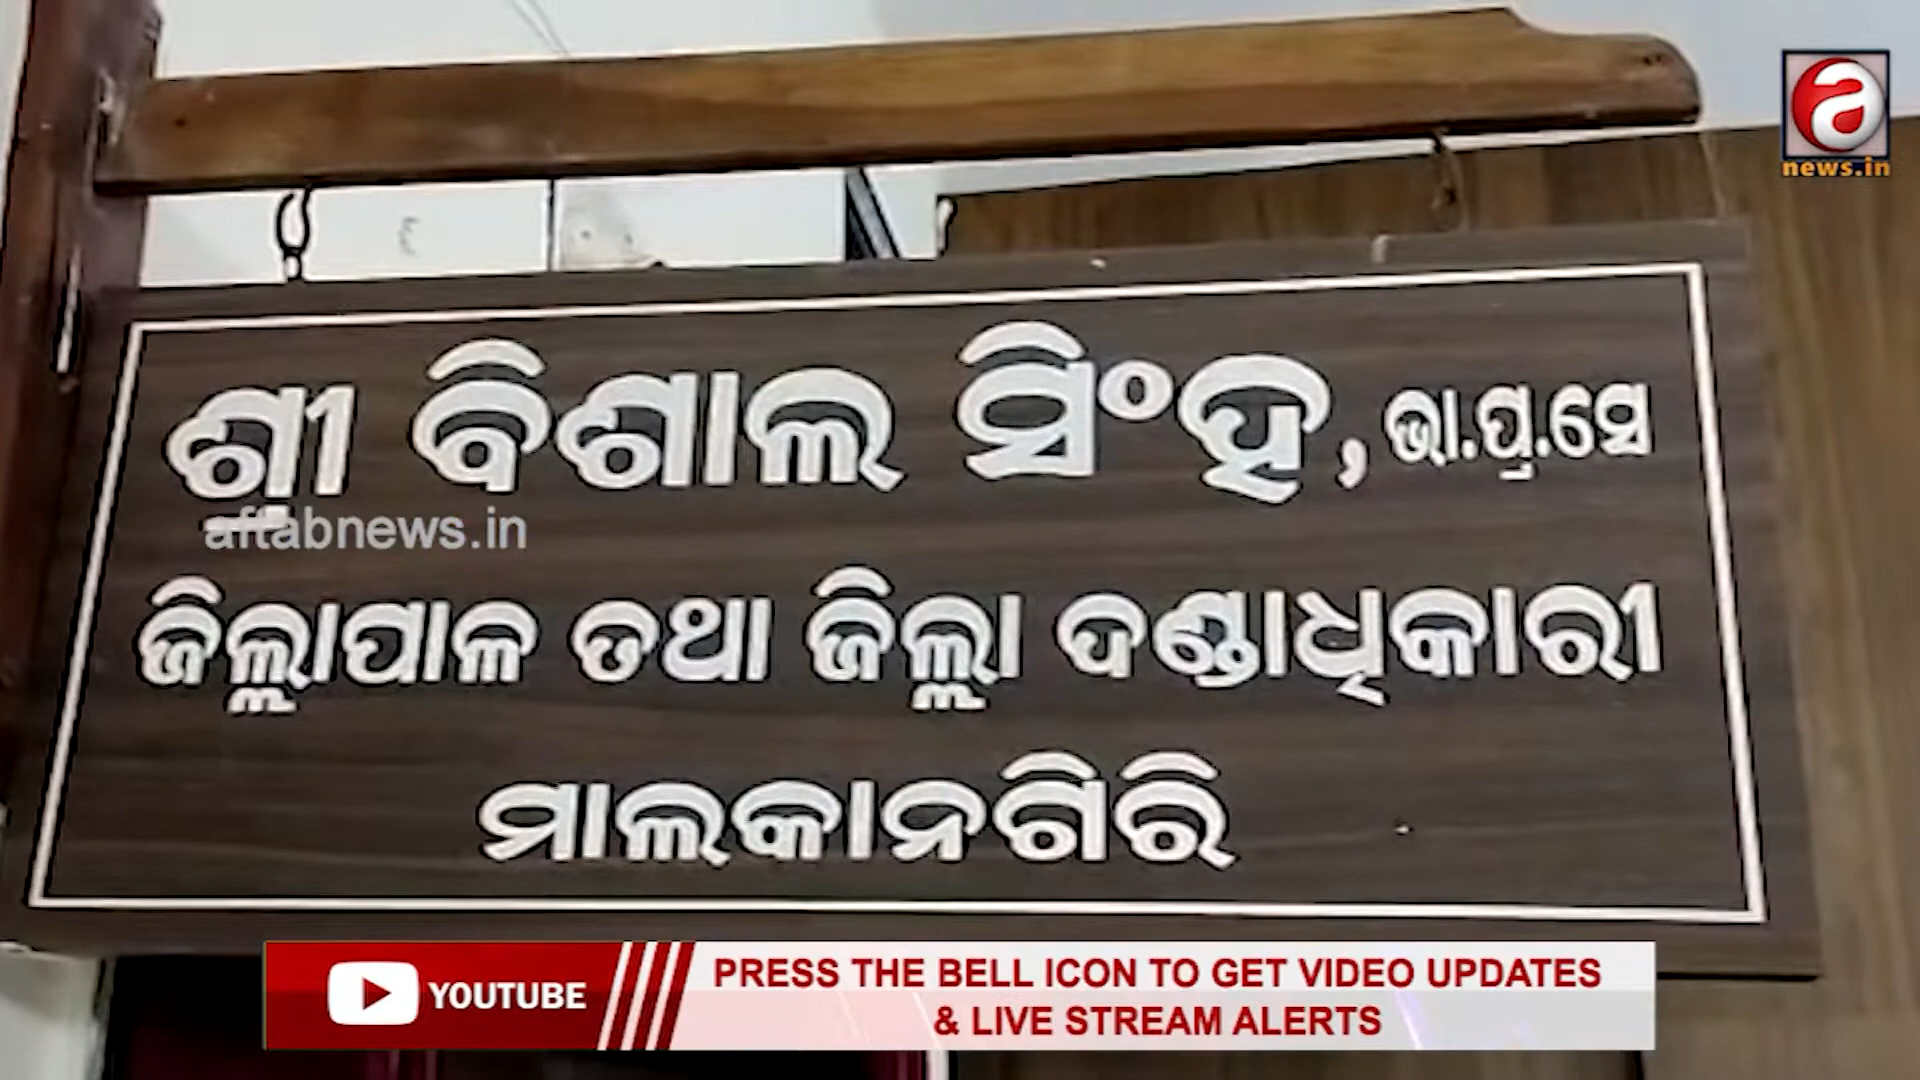 a
news.in
ଶ୍ରୀ ବିଶାଲ ସିଂହ, ଭା.ପ୍ର.ସେ
aftabnews.in
ଜିଲ୍ଲାପାଳ ତଥା ଜିଲ୍ଲା ଦଣ୍ଡାଧିକାରୀ
ମାଲକାନଗିରି
YOUTUBE
PRESS THE BELL ICON TO GET VIDEO UPDATES
& LIVE STREAM ALERTS